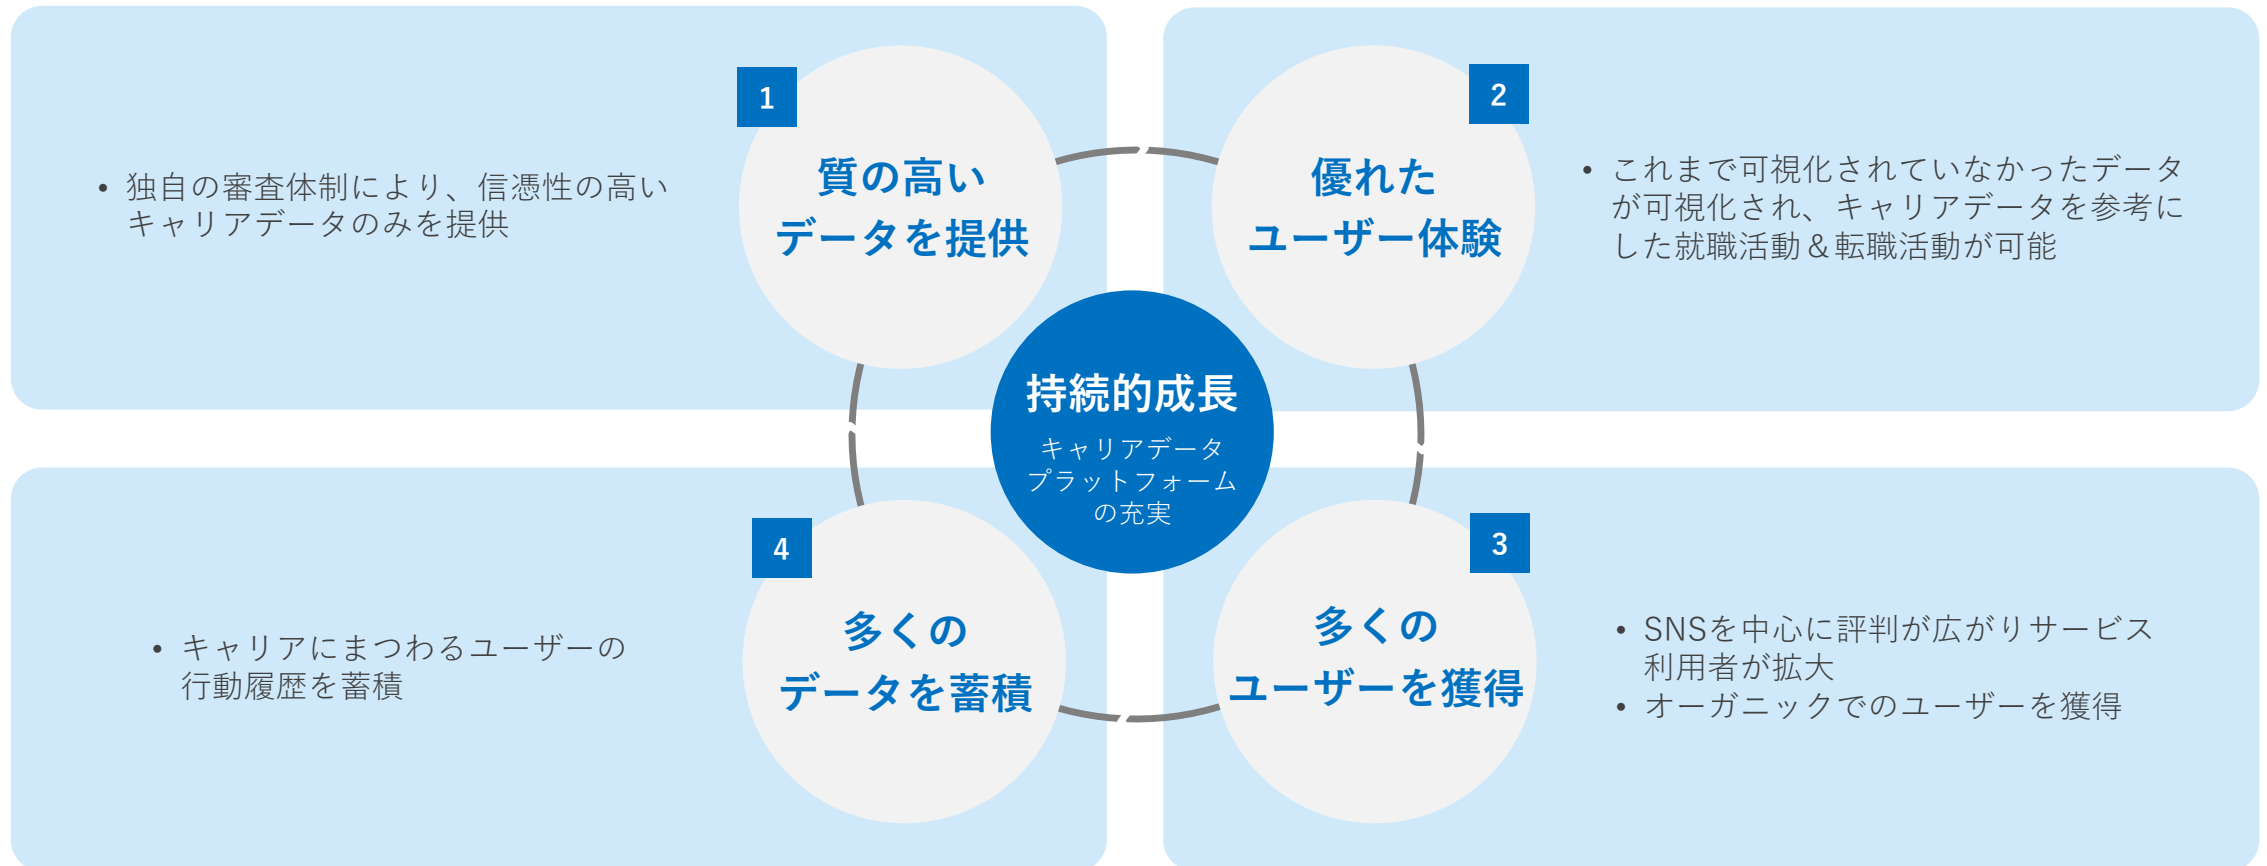 1
質の高い
データを提供
• 独自の審査体制により、信憑性の高い
キャリアデータのみを提供
2
優れた
ユーザー体験
• これまで可視化されていなかったデータ
が可視化され、キャリアデータを参考に
した就職活動＆転職活動が可能
持続的成長
キャリアデータ
プラットフォーム
の充実
3
多くの
ユーザーを獲得
• SNSを中心に評判が広がりサービス
利用者が拡大
• オーガニックでのユーザーを獲得
4
多くの
データを蓄積
• キャリアにまつわるユーザーの
行動履歴を蓄積